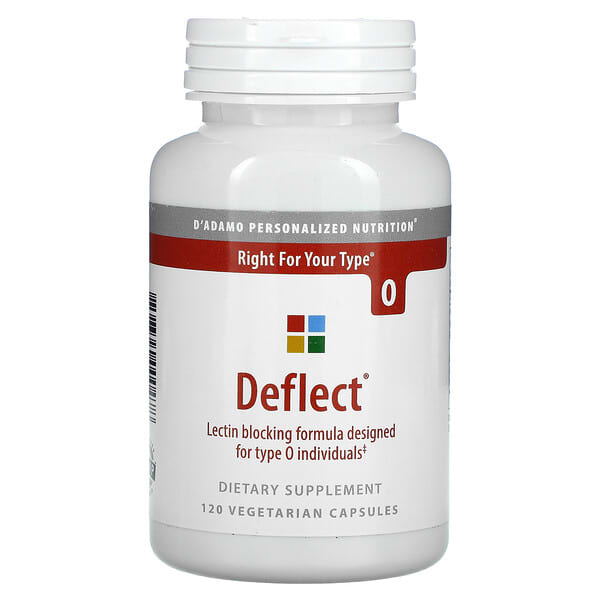 D'ADAMO PERSONALIZED NUTRITION®
Right For Your Type®
O
Deflect®
Lectin blocking formula designed
for type O individuals‡
DIETARY SUPPLEMENT
120 VEGETARIAN CAPSULES